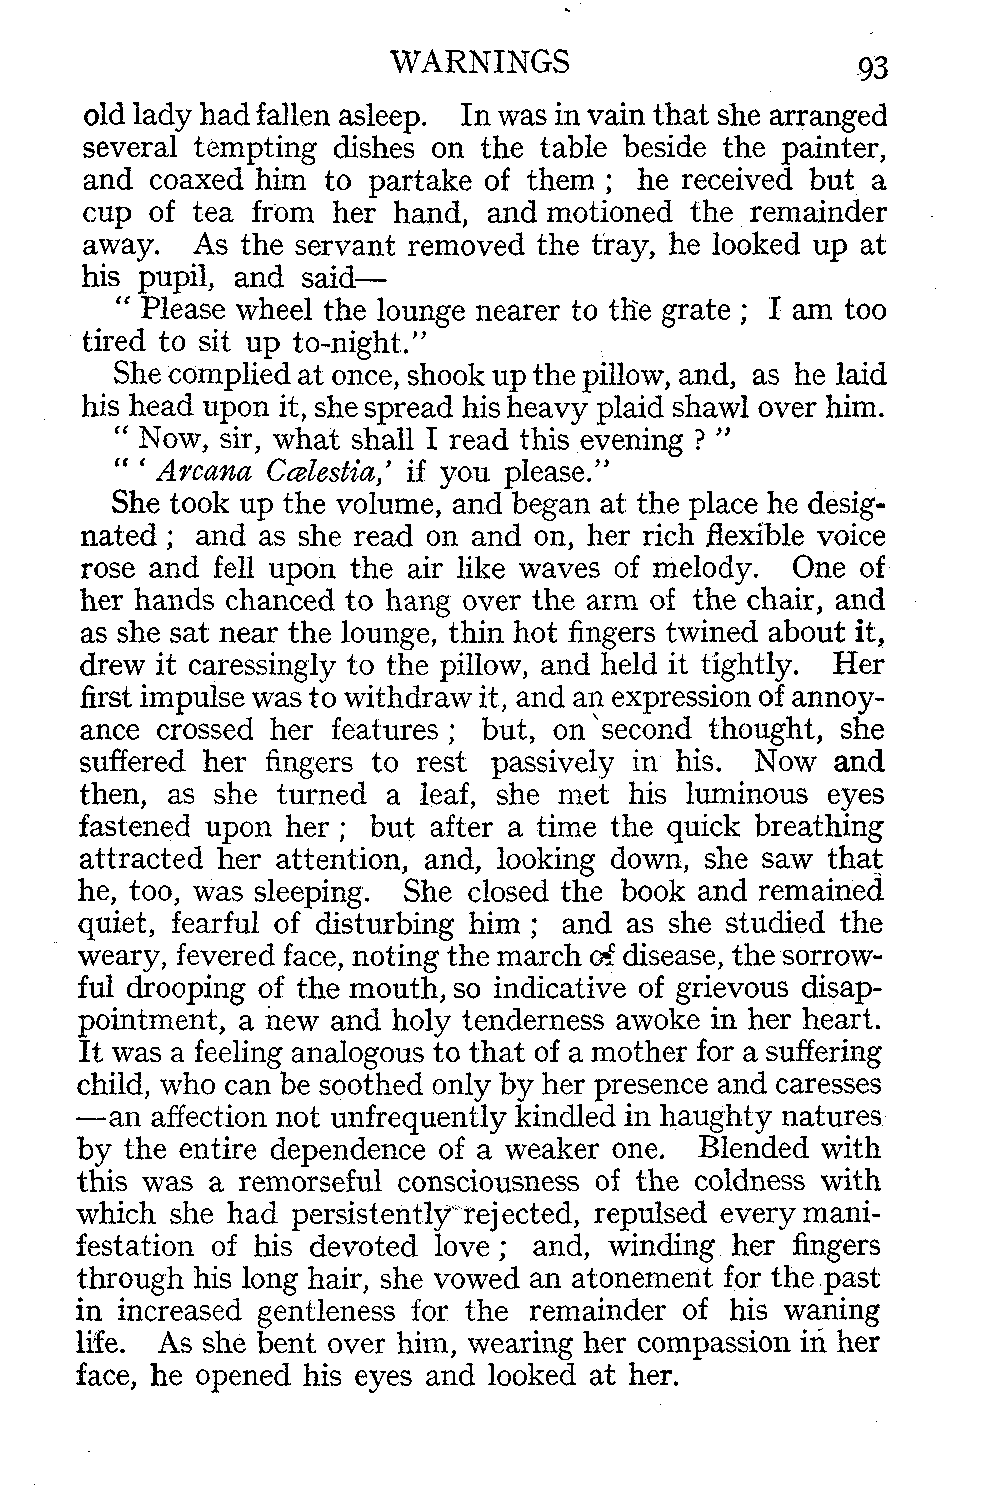 WARNINGS 93
old lady had fallen asleep. In was in vain that she arranged
several tempting dishes on the table beside the painter,
and coaxed him to partake of them ; he received but a
cup of tea from her hand, and motioned the remainder
away. As the servant removed the tray, he looked up at
his pupil, and said—
“ Please wheel the lounge nearer to the grate ; I am too
tired to sit up to-night.”
She complied at once, shook up the pillow, and, as he laid
his head upon it, she spread his heavy plaid shawl over him.
“ Now, sir, what shall I read this evening ? ”
“ ‘ Arcana Cœlestia,’ if you please.”
She took up the volume, and began at the place he desig-
nated ; and as she read on and on, her rich flexible voice
rose and fell upon the air like waves of melody. One of
her hands chanced to hang over the arm of the chair, and
as she sat near the lounge, thin hot fingers twined about it,
drew it caressingly to the pillow, and held it tightly. Her
first impulse was to withdraw it, and an expression of annoy-
ance crossed her features ; but, on second thought, she
suffered her fingers to rest passively in his. Now and
then, as she turned a leaf, she met his luminous eyes
fastened upon her ; but after a time the quick breathing
attracted her attention, and, looking down, she saw that
he, too, was sleeping. She closed the book and remained
quiet, fearful of disturbing him ; and as she studied the
weary, fevered face, noting the march of disease, the sorrow-
ful drooping of the mouth, so indicative of grievous disap-
pointment, a new and holy tenderness awoke in her heart.
It was a feeling analogous to that of a mother for a suffering
child, who can be soothed only by her presence and caresses
—an affection not unfrequently kindled in haughty natures
by the entire dependence of a weaker one. Blended with
this was a remorseful consciousness of the coldness with
which she had persistently rejected, repulsed every mani-
festation of his devoted love ; and, winding her fingers
through his long hair, she vowed an atonement for the past
in increased gentleness for the remainder of his waning
life. As she bent over him, wearing her compassion in her
face, he opened his eyes and looked at her.